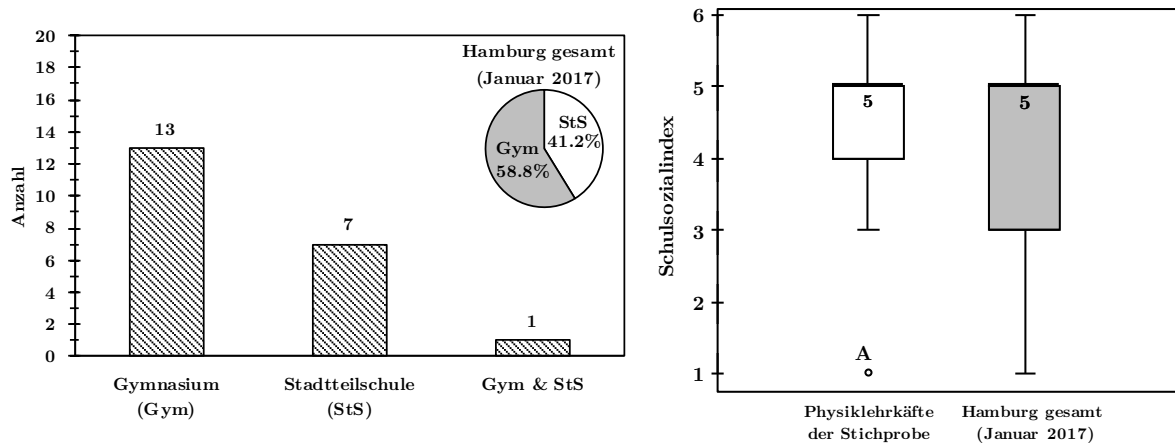 Anzahl
20
18
16
14
12
10
8
6
4
2
0
13
7
1
Hamburg gesamt
(Januar 2017)
StS
41.2%
Gym
58.8%
Gymnasium
(Gym)
Stadtteilschule
(StS)
Gym & StS
Schulsozialindex
6
5
4
3
2
1
5
5
A
Physiklehrkäfte
der Stichprobe
Hamburg gesamt
(Januar 2017)